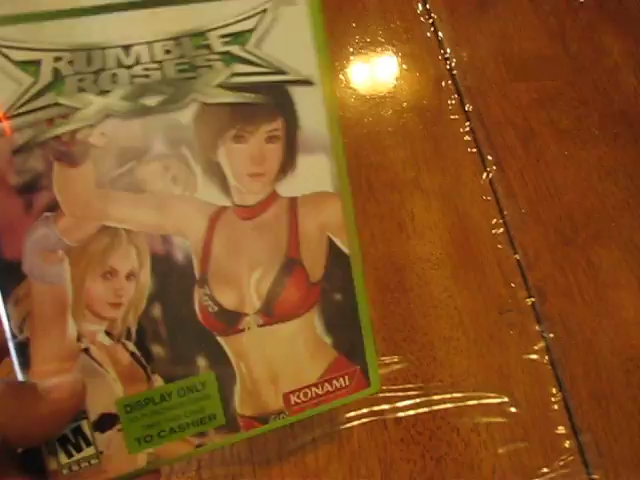 RUMBLE
ROSES
XX
KONAMI
DISPLAY ONLY
TO CASHIER
M